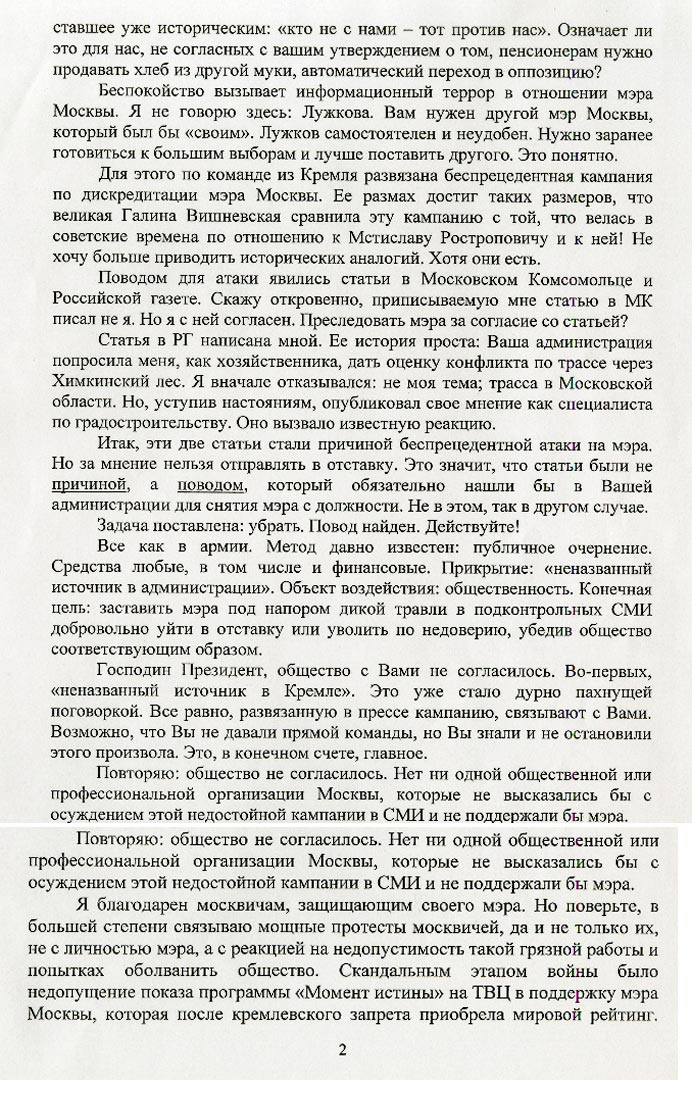 ставшее уже историческим: «кто не с нами – тот против нас». Означает ли
это для нас, не согласных с вашим утверждением о том, пенсионерам нужно
продавать хлеб из другой муки, автоматический переход в оппозицию?
Беспокойство вызывает информационный террор в отношении мэра
Москвы. Я не говорю здесь: Лужкова. Вам нужен другой мэр Москвы,
который был бы «своим». Лужков самостоятелен и неудобен. Нужно заранее
готовиться к большим выборам и лучше поставить другого. Это понятно.
Для этого по команде из Кремля развязана беспрецедентная кампания
по дискредитации мэра Москвы. Ее размах достиг таких размеров, что
великая Галина Вишневская сравнила эту кампанию с той, что велась в
советские времена по отношению к Мстиславу Ростроповичу и к ней! Не
хочу больше приводить исторических аналогий. Хотя они есть.
Поводом для атаки явились статьи в Московском Комсомольце и
Российской газете. Скажу откровенно, приписываемую мне статью в МК
писал не я. Но я с ней согласен. Преследовать мэра за согласие со статьей?
Статья в РГ написана мной. Ее история проста: Ваша администрация
попросила меня, как хозяйственника, дать оценку конфликта по трассе через
Химкинский лес. Я вначале отказывался: не моя тема; трасса в Московской
области. Но, уступив настояниям, опубликовал свое мнение как специалиста
по градостроительству. Оно вызвало известную реакцию.
Итак, эти две статьи стали причиной беспрецедентной атаки на мэра.
Но за мнение нельзя отправлять в отставку. Это значит, что статьи были не
причиной, а поводом, который обязательно нашли бы в Вашей
администрации для снятия мэра с должности. Не в этом, так в другом случае.
Задача поставлена: убрать. Повод найден. Действуйте!
Все как в армии. Метод давно известен: публичное очернение.
Средства любые, в том числе и финансовые. Прикрытие: «неназванный
источник в администрации». Объект воздействия: общественность. Конечная
цель: заставить мэра под напором дикой травли в подконтрольных СМИ
добровольно уйти в отставку или уволить по недоверию, убедив общество
соответствующим образом.
Господин Президент, общество с Вами не согласилось. Во-первых,
«неназванный источник в Кремле». Это уже стало дурно пахнущей
поговоркой. Все равно, развязанную в прессе кампанию, связывают с Вами.
Возможно, что Вы не давали прямой команды, но Вы знали и не остановили
этого произвола. Это, в конечном счете, главное.
Повторяю: общество не согласилось. Нет ни одной общественной или
профессиональной организации Москвы, которые не высказались бы с
осуждением этой недостойной кампании в СМИ и не поддержали бы мэра.
Повторяю: общество не согласилось. Нет ни одной общественной или
профессиональной организации Москвы, которые не высказались бы с
осуждением этой недостойной кампании в СМИ и не поддержали бы мэра.
Я благодарен москвичам, защищающим своего мэра. Но поверьте, в
большей степени связываю мощные протесты москвичей, да и не только их,
не с личностью мэра, а с реакцией на недопустимость такой грязной работы и
попытках оболванить общество. Скандальным этапом войны было
недопущение показа программы «Момент истины» на ТВЦ в поддержку мэра
Москвы, которая после кремлевского запрета приобрела мировой рейтинг.
2